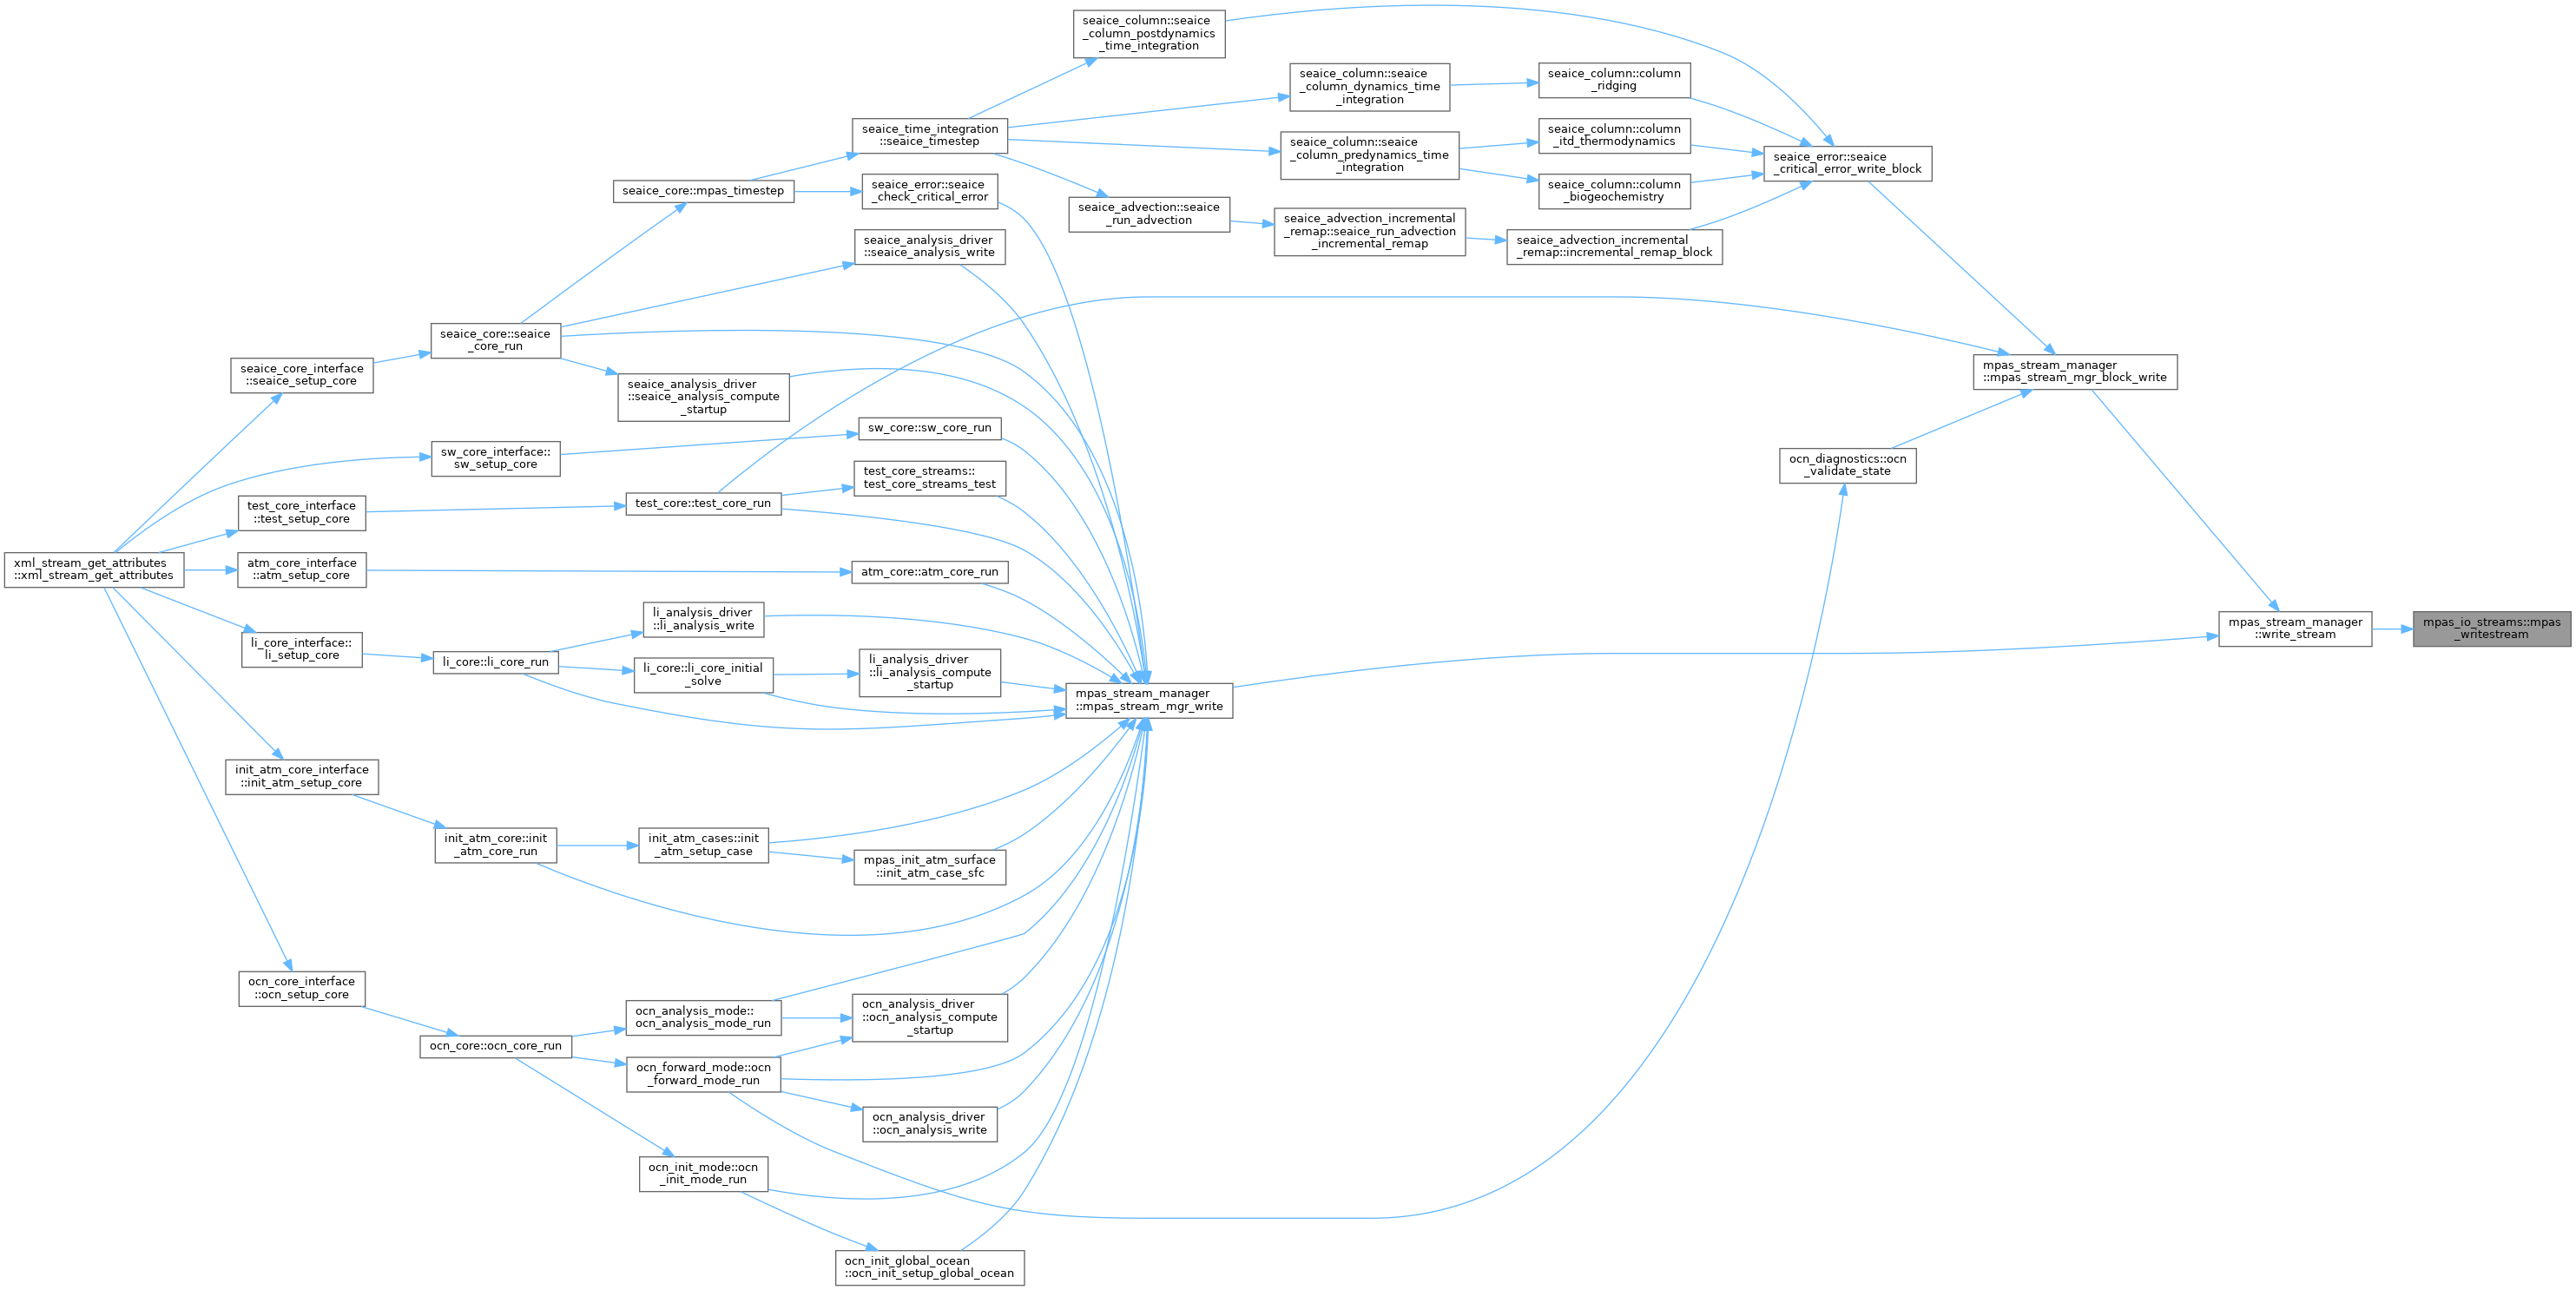 seaice_column::seaice
_column_postdynamics
_time_integration
seaice_column::seaice
_column_dynamics_time
_integration
seaice_column::column
_ridging
seaice_time_integration
::seaice_timestep
seaice_column::seaice
_column_predynamics_time
_integration
seaice_column::column
_itd_thermodynamics
seaice_error::seaice
_critical_error_write_block
seaice_core::mpas_timestep
seaice_error::seaice
_check_critical_error
seaice_column::column
_biogeochemistry
seaice_advection::seaice
_run_advection
seaice_advection_incremental
_remap::seaice_run_advection
_incremental_remap
seaice_advection_incremental
_remap::incremental_remap_block
seaice_analysis_driver
::seaice_analysis_write
seaice_core::seaice
_core_run
seaice_core_interface
::seaice_setup_core
seaice_analysis_driver
::seaice_analysis_compute
_startup
mpas_stream_manager
::mpas_stream_mgr_block_write
sw_core::sw_core_run
sw_core_interface::
sw_setup_core
ocn_diagnostics::ocn
_validate_state
test_core_streams::
test_core_streams_test
test_core_interface
::test_setup_core
test_core::test_core_run
xml_stream_get_attributes
::xml_stream_get_attributes
atm_core_interface
::atm_setup_core
atm_core::atm_core_run
li_analysis_driver
::li_analysis_write
mpas_stream_manager
::write_stream
mpas_io_streams::mpas
_writestream
li_core_interface::
li_setup_core
li_core::li_core_run
li_core::li_core_initial
_solve
li_analysis_driver
::li_analysis_compute
_startup
mpas_stream_manager
::mpas_stream_mgr_write
init_atm_core_interface
::init_atm_setup_core
init_atm_core::init
_atm_core_run
init_atm_cases::init
_atm_setup_case
mpas_init_atm_surface
::init_atm_case_sfc
ocn_core_interface
::ocn_setup_core
ocn_analysis_mode::
ocn_analysis_mode_run
ocn_analysis_driver
::ocn_analysis_compute
_startup
ocn_core::ocn_core_run
ocn_forward_mode::ocn
_forward_mode_run
ocn_analysis_driver
::ocn_analysis_write
ocn_init_mode::ocn
_init_mode_run
ocn_init_global_ocean
::ocn_init_setup_global_ocean